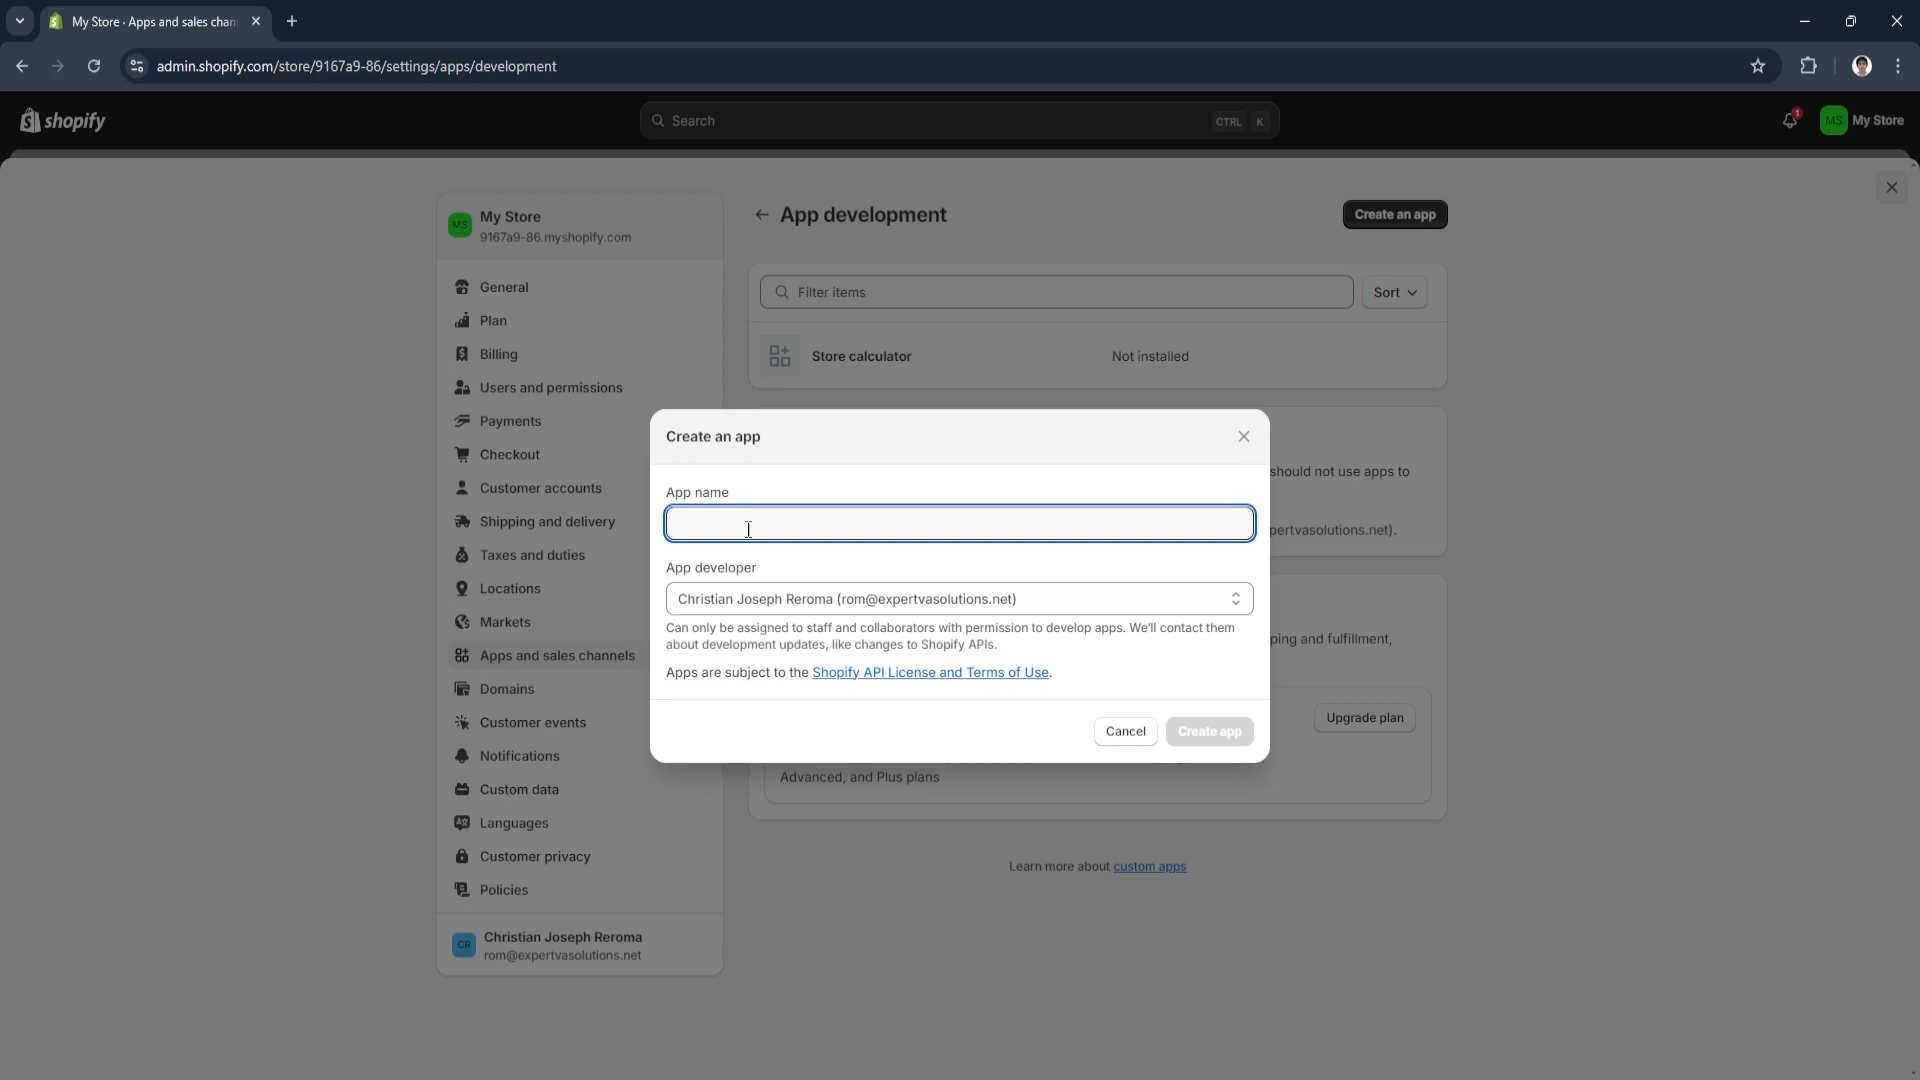 My Store · Apps and sales chan
admin.shopify.com/store/9167a9-86/settings/apps/development
shopify
Search
CTRL K
1
MS
My Store
MS
My Store
9167a9-86.myshopify.com
General
Plan
Billing
Users and permissions
Payments
Checkout
Customer accounts
Shipping and delivery
Taxes and duties
Locations
Markets
Apps and sales channels
Domains
Customer events
Notifications
Custom data
Languages
Customer privacy
Policies
CR
Christian Joseph Reroma
rom@expertvasolutions.net
App development
Create an app
Filter items
Sort
Store calculator
Not installed
should not use apps to
pertvasolutions.net).
ping and fulfillment,
Upgrade plan
Advanced, and Plus plans
Learn more about custom apps
Create an app
App name
App developer
Christian Joseph Reroma (rom@expertvasolutions.net)
Can only be assigned to staff and collaborators with permission to develop apps. We'll contact them
about development updates, like changes to Shopify APIs.
Apps are subject to the Shopify API License and Terms of Use.
Cancel
Create app